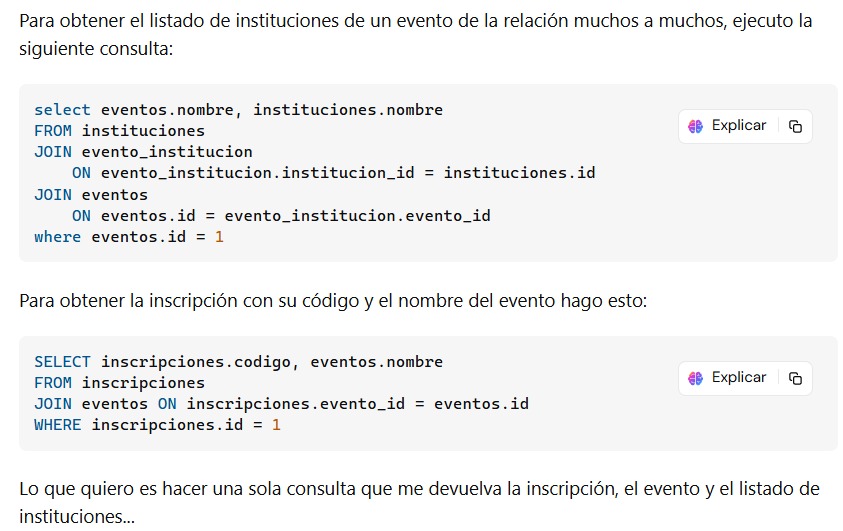 Para obtener el listado de instituciones de un evento de la relación muchos a muchos, ejecuto la
siguiente consulta:
select eventos.nombre, instituciones.nombre
FROM instituciones
JOIN evento_institucion
    ON evento_institucion.institucion_id = instituciones.id
JOIN eventos
    ON eventos.id = evento_institucion.evento_id
where eventos.id = 1
Explicar
Para obtener la inscripción con su código y el nombre del evento hago esto:
SELECT inscripciones.codigo, eventos.nombre
FROM inscripciones
JOIN eventos ON inscripciones.evento_id = eventos.id
WHERE inscripciones.id = 1
Explicar
Lo que quiero es hacer una sola consulta que me devuelva la inscripción, el evento y el listado de
instituciones...